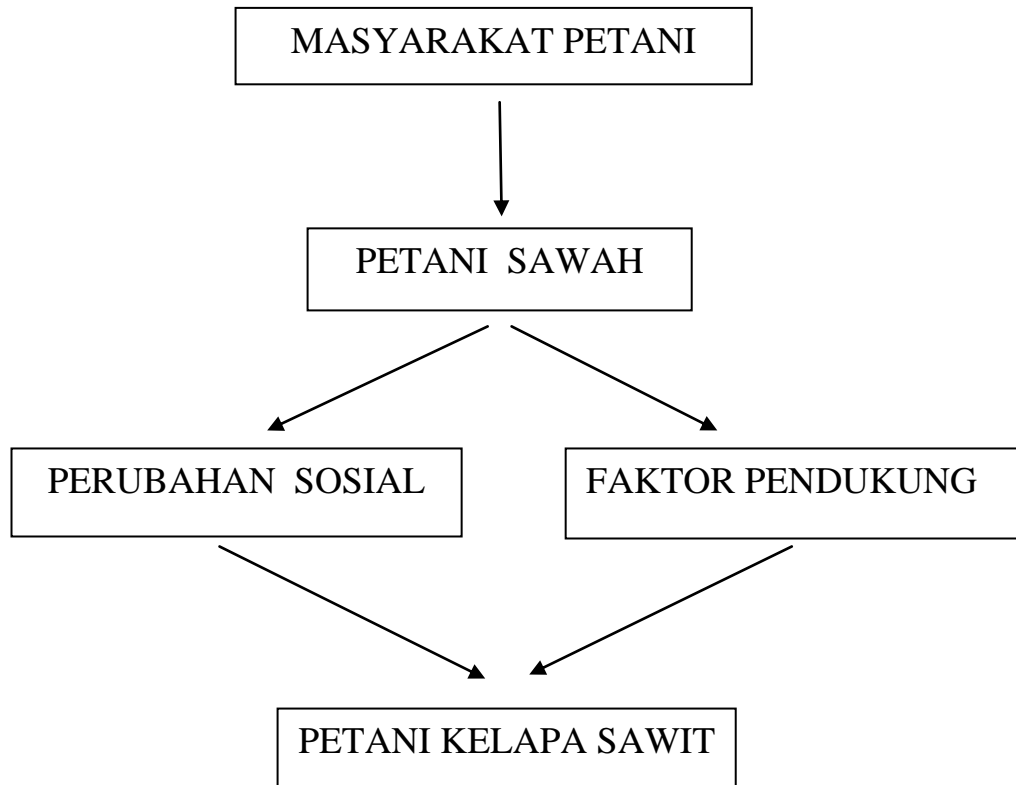 MASYARAKAT PETANI
PETANI SAWAH
PERUBAHAN SOSIAL
FAKTOR PENDUKUNG
PETANI KELAPA SAWIT